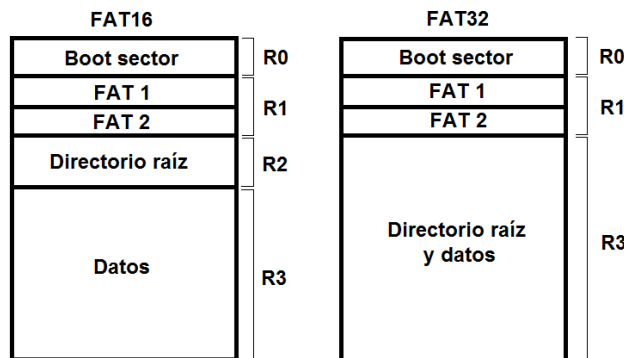 FAT16
Boot sector
R0
FAT 1
FAT 2
R1
Directorio raíz
R2
Datos
R3
FAT32
Boot sector
R0
FAT 1
FAT 2
R1
Directorio raíz
y datos
R3